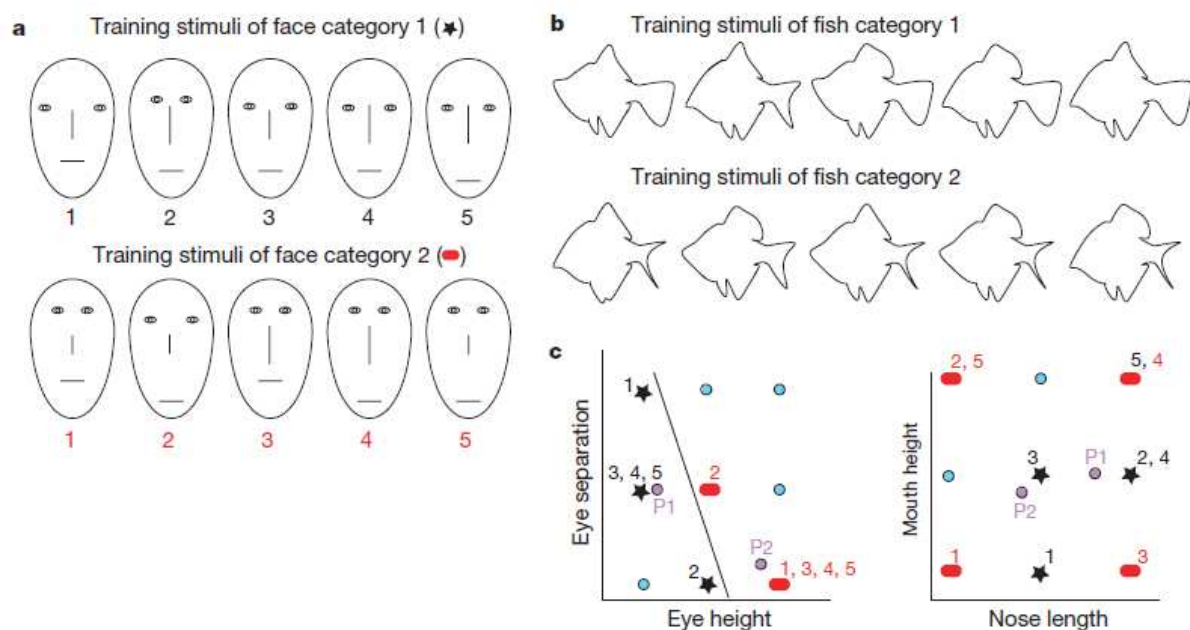 a Training stimuli of face category 1 (★)
1 2 3 4 5
Training stimuli of face category 2 ()
1 2 3 4 5
b Training stimuli of fish category 1
Training stimuli of fish category 2
c
Eye separation
1
3, 4, 5
P1
2
2
P2
1, 3, 4, 5
Eye height
Mouth height
2, 5
5, 4
3
P1
2, 4
P2
1
1
3
Nose length